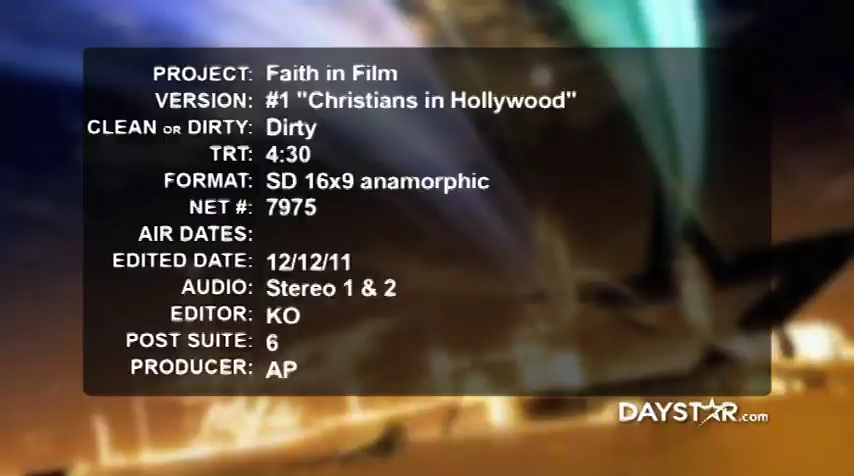 PROJECT: Faith in Film
VERSION: #1 "Christians in Hollywood"
CLEAN OR DIRTY: Dirty
TRT: 4:30
FORMAT: SD 16x9 anamorphic
NET #: 7975
AIR DATES:
EDITED DATE: 12/12/11
AUDIO: Stereo 1 & 2
EDITOR: KO
POST SUITE: 6
PRODUCER: AP
DAYSTAR.com